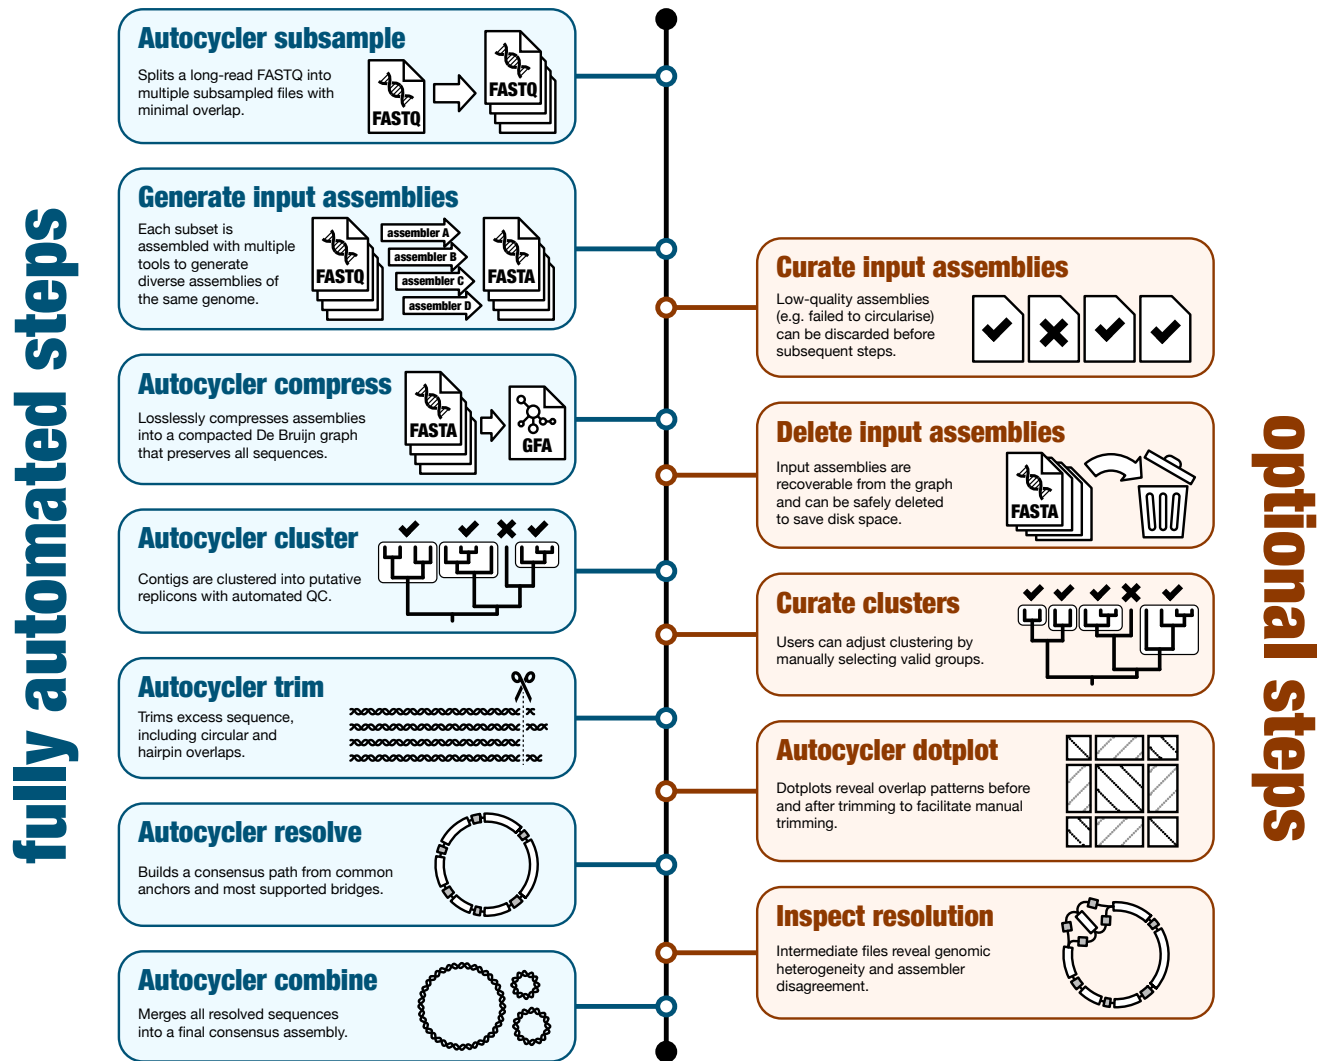 fully automated steps
Autocycler subsample
Splits a long-read FASTQ into
multiple subsampled files with
minimal overlap.
FASTQ
FASTQ
Generate input assemblies
Each subset is
assembled with multiple
tools to generate
diverse assemblies of
the same genome.
FASTQ
assembler A
assembler B
assembler C
assembler D
FASTA
Autocycler compress
Losslessly compresses assemblies
into a compacted De Bruijn graph
that preserves all sequences.
FASTA
GFA
Autocycler cluster
Contigs are clustered into putative
replicons with automated QC.
Autocycler trim
Trims excess sequence,
including circular and
hairpin overlaps.
Autocycler resolve
Builds a consensus path from common
anchors and most supported bridges.
Autocycler combine
Merges all resolved sequences
into a final consensus assembly.
optional steps
Curate input assemblies
Low-quality assemblies
(e.g. failed to circularise)
can be discarded before
subsequent steps.
Delete input assemblies
Input assemblies are
recoverable from the graph
and can be safely deleted
to save disk space.
FASTA
Curate clusters
Users can adjust clustering by
manually selecting valid groups.
Autocycler dotplot
Dotplots reveal overlap patterns before
and after trimming to facilitate manual
trimming.
Inspect resolution
Intermediate files reveal genomic
heterogeneity and assembler
disagreement.